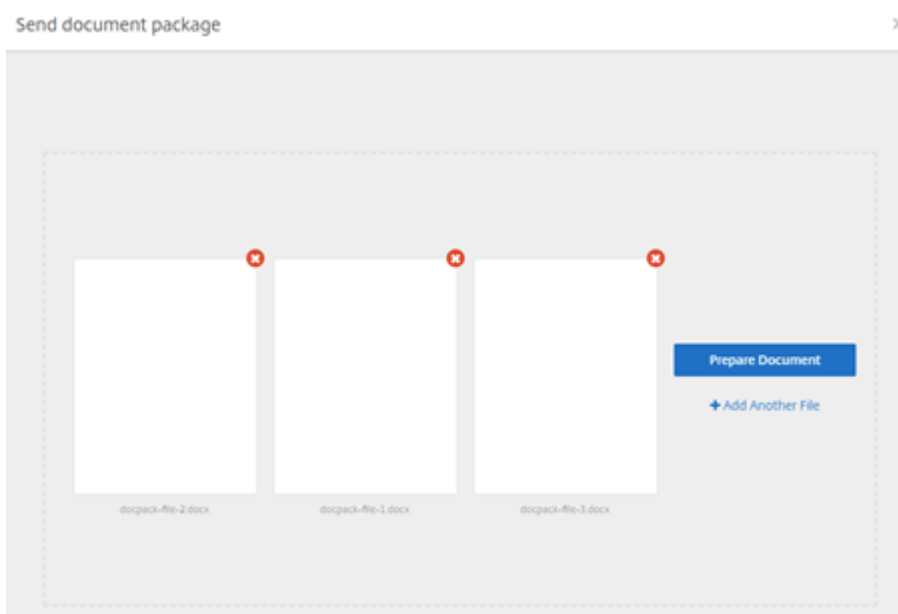 Send document package
Prepare Document
+ Add Another File
docpack-file-2.docx
docpack-file-1.docx
docpack-file-3.docx